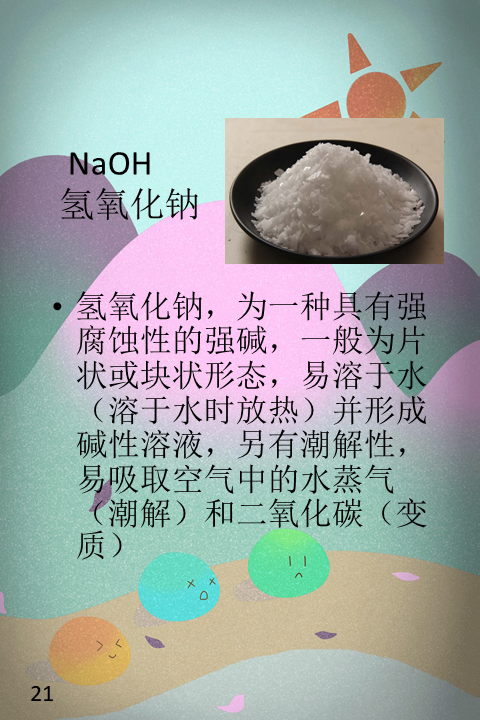 NaOH
氢氧化钠
• 氢氧化钠，为一种具有强
腐蚀性的强碱，一般为片
状或块状形态，易溶于水
（溶于水时放热）并形成
碱性溶液，另有潮解性，
易吸取空气中的水蒸气
（潮解）和二氧化碳（变
质）
21